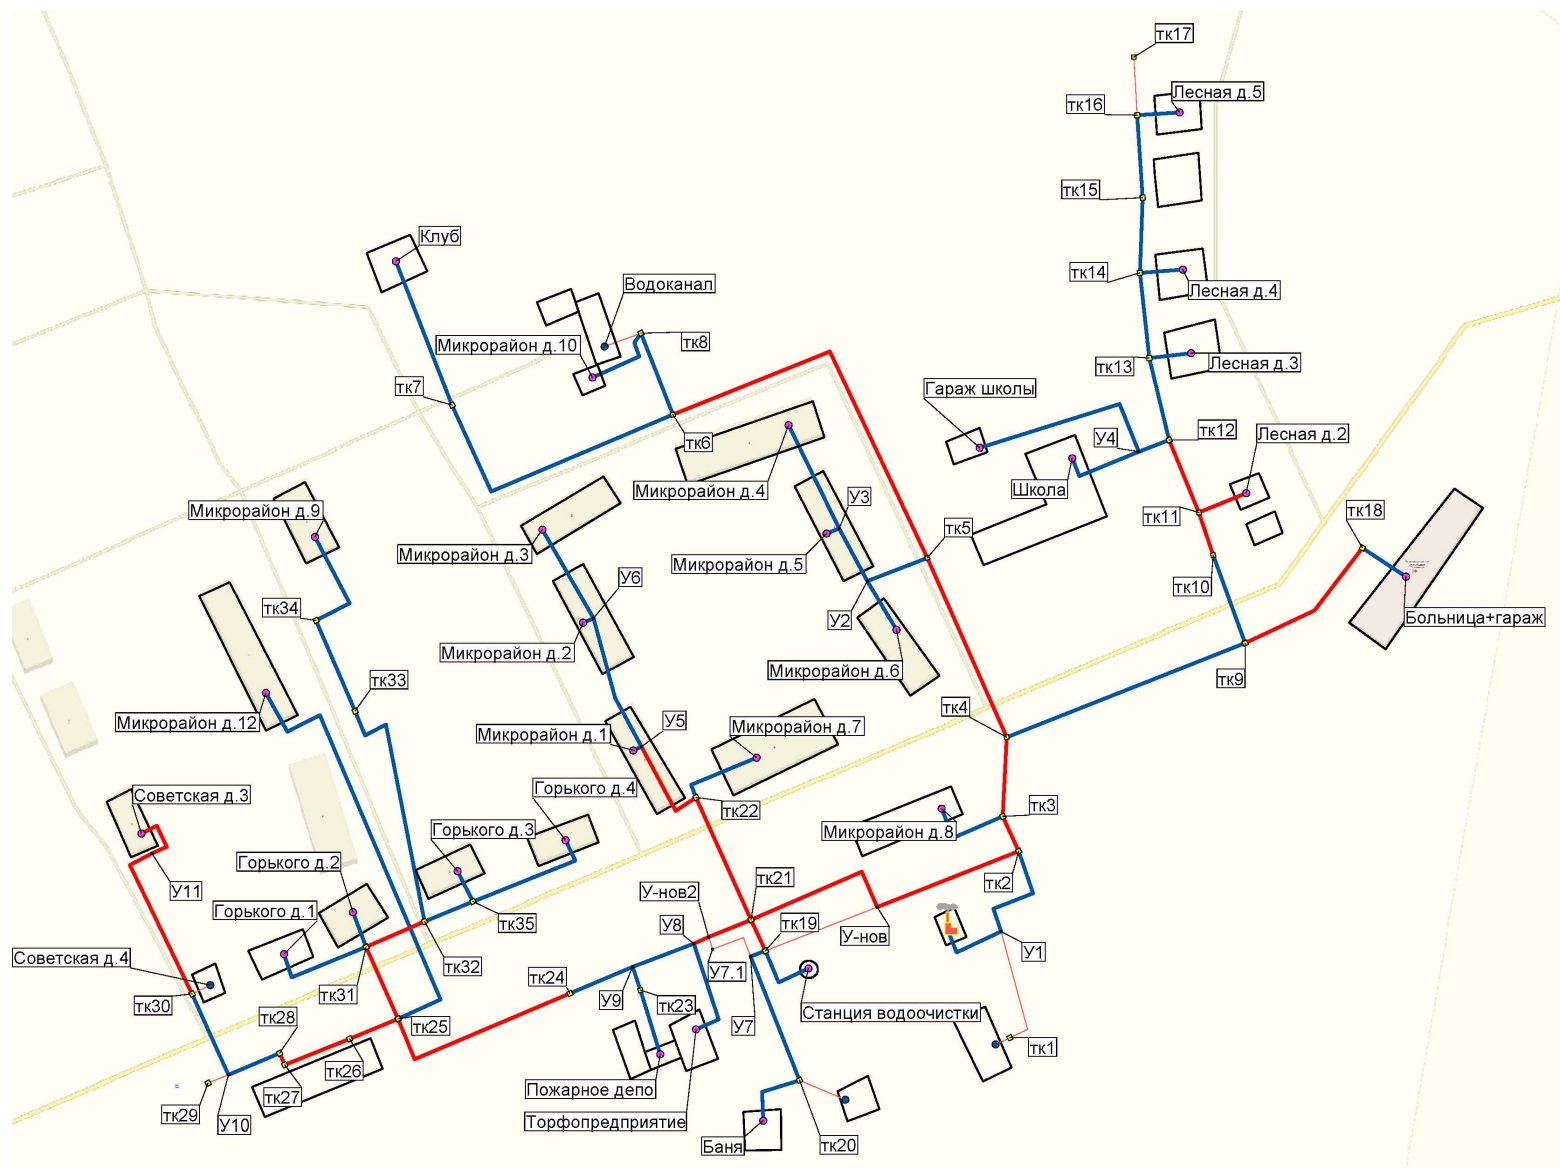 тк17
Лесная д.5
тк16
тк15
Клуб
тк14
Водоканал
Лесная д.4
тк8
Микрорайон д.10
тк13
Лесная д.3
тк7
Гараж школы
тк6
У4
тк12
Лесная д.2
Микрорайон д.4
Школа
У3
Микрорайон д.9
тк18
тк11
тк5
Микрорайон д.3
Микрорайон д.5
У6
тк10
тк34
У2
Больница+гараж
Микрорайон д.2
Микрорайон д.6
тк9
тк33
тк4
Микрорайон д.12
У5
Микрорайон д.7
Микрорайон д.1
Горького д.4
Советская д.3
тк22
тк3
Горького д.3
Микрорайон д.8
Горького д.2
У11
тк2
тк21
У-нов2
Горького д.1
тк35
тк19
У8
У-нов
У1
Советская д.4
тк32
У7.1
тк31
тк24
У9
тк23
тк30
Станция водоочистки
тк28
тк25
У7
тк1
тк26
Пожарное депо
тк27
тк29
У10
Торфопредприятие
Баня
тк20